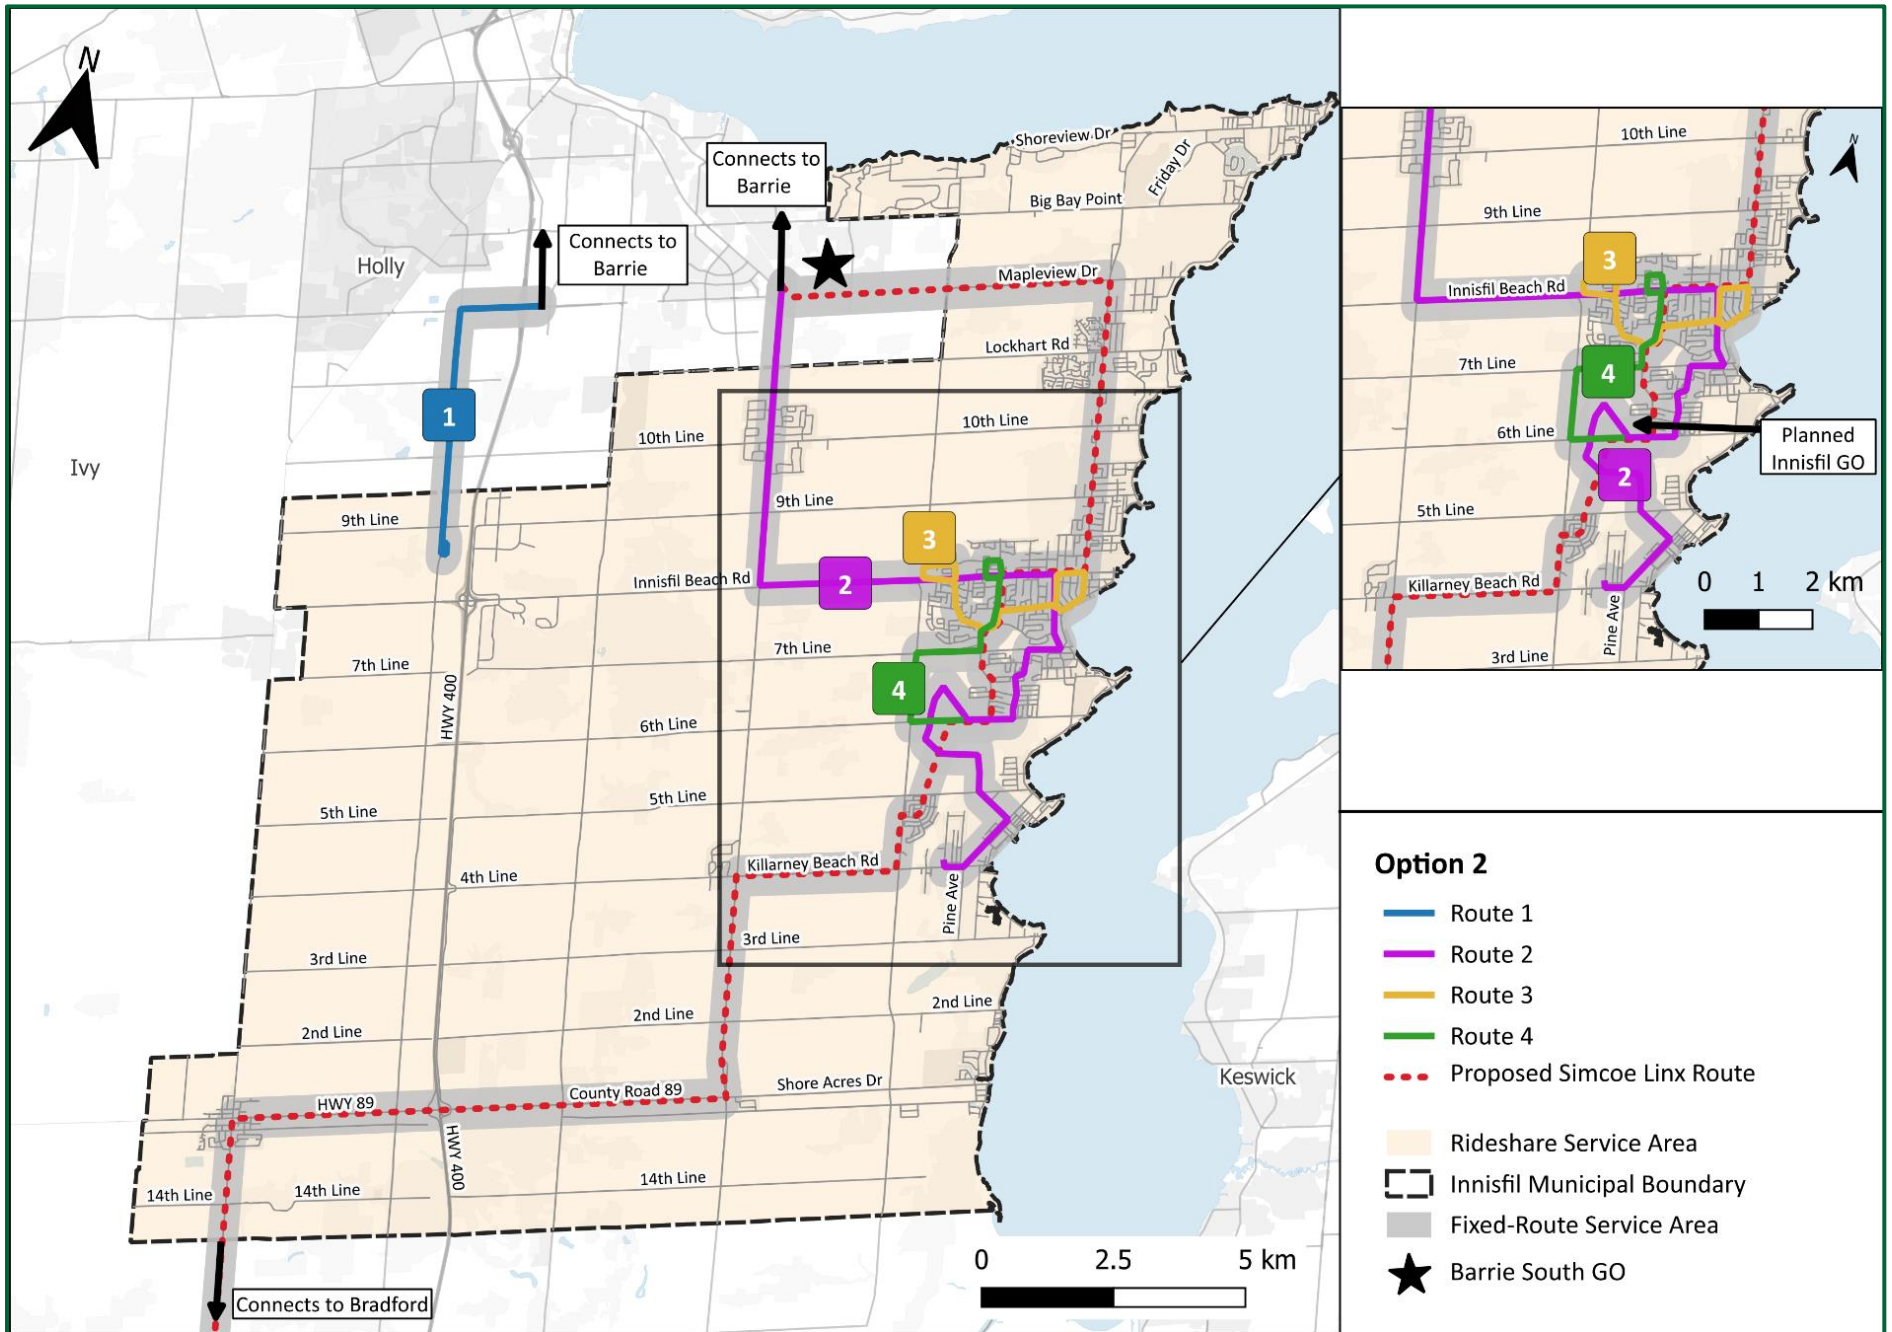 N
Connects to
Barrie
Shoreview Dr
Friday Dr
Big Bay Point
Connects to
Barrie
Holly
Mapleview Dr
Lockhart Rd
1
Ivy
10th Line
10th Line
9th Line
9th Line
3
Innisfil Beach Rd
2
7th Line
7th Line
4
HWY 400
6th Line
5th Line
5th Line
Killarney Beach Rd
4th Line
Pine Ave
3rd Line
3rd Line
2nd Line
2nd Line
2nd Line
Shore Acres Dr
County Road 89
HWY 89
Keswick
HWY 400
14th Line
14th Line
14th Line
Connects to Bradford
0 2.5 5 km
10th Line
N
9th Line
3
Innisfil Beach Rd
7th Line
4
6th Line
Planned
Innisfil GO
2
5th Line
Killarney Beach Rd
0 1 2 km
Pine Ave
3rd Line
Option 2
Route 1
Route 2
Route 3
Route 4
Proposed Simcoe Linx Route
Rideshare Service Area
Innisfil Municipal Boundary
Fixed-Route Service Area
Barrie South GO